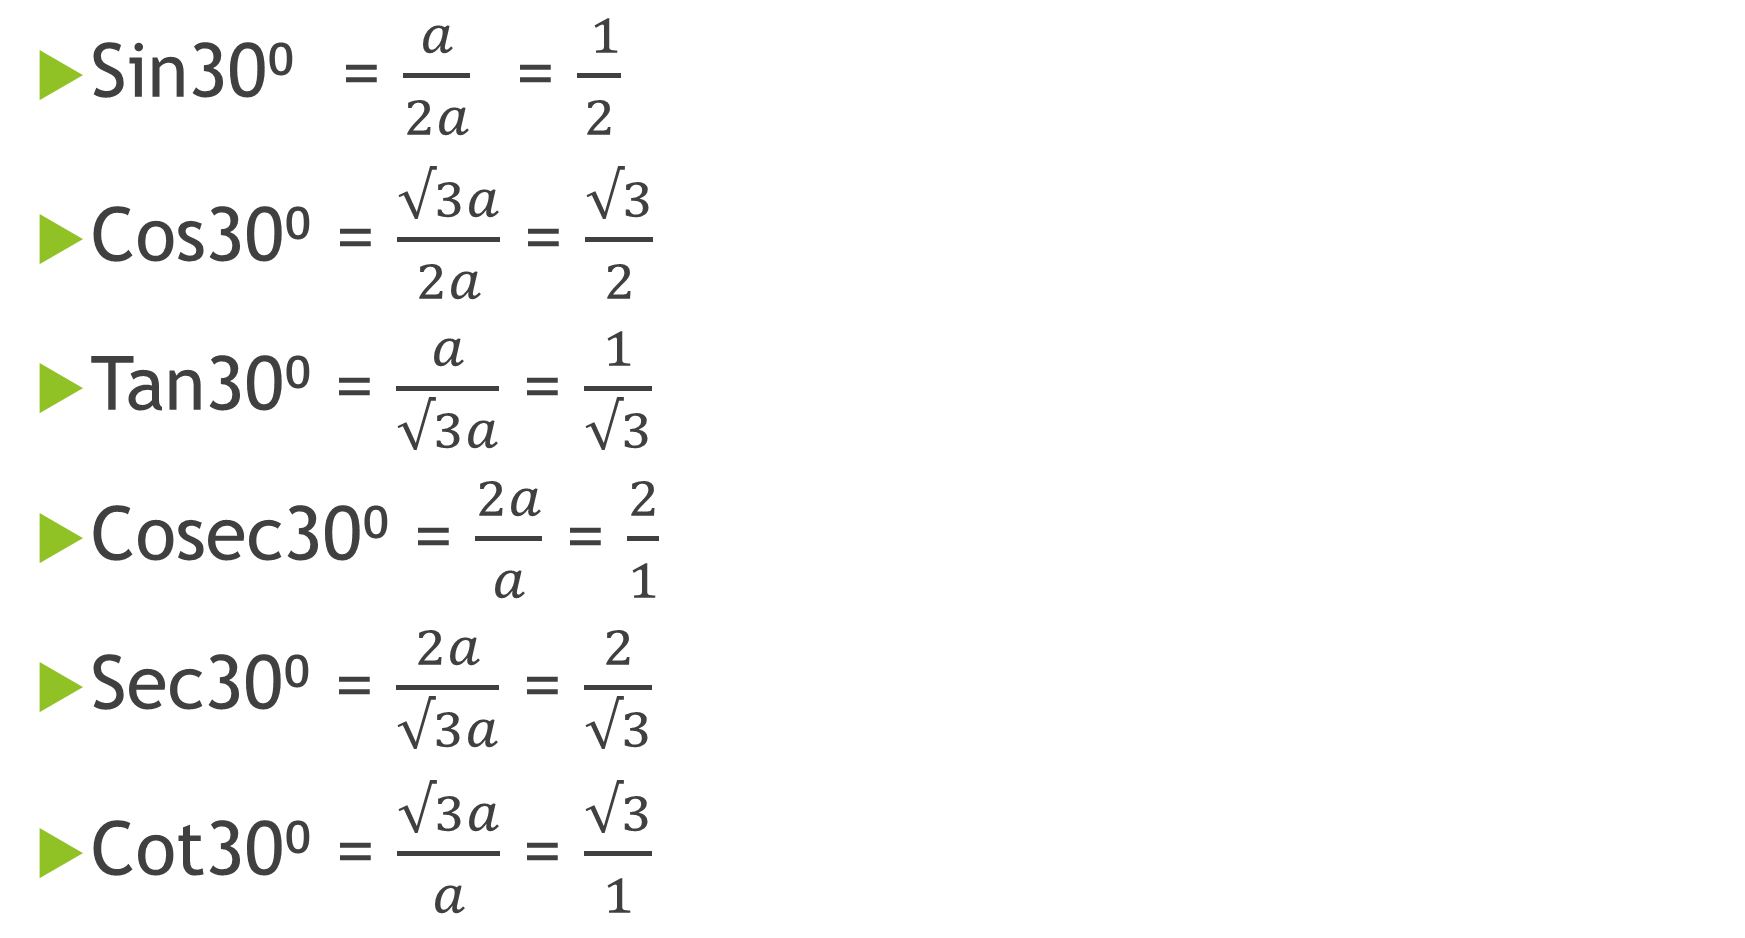 Sin30⁰ = a/2a = 1/2
Cos30⁰ = √3a/2a = √3/2
Tan30⁰ = a/√3a = 1/√3
Cosec30⁰ = 2a/a = 2/1
Sec30⁰ = 2a/√3a = 2/√3
Cot30⁰ = √3a/a = √3/1